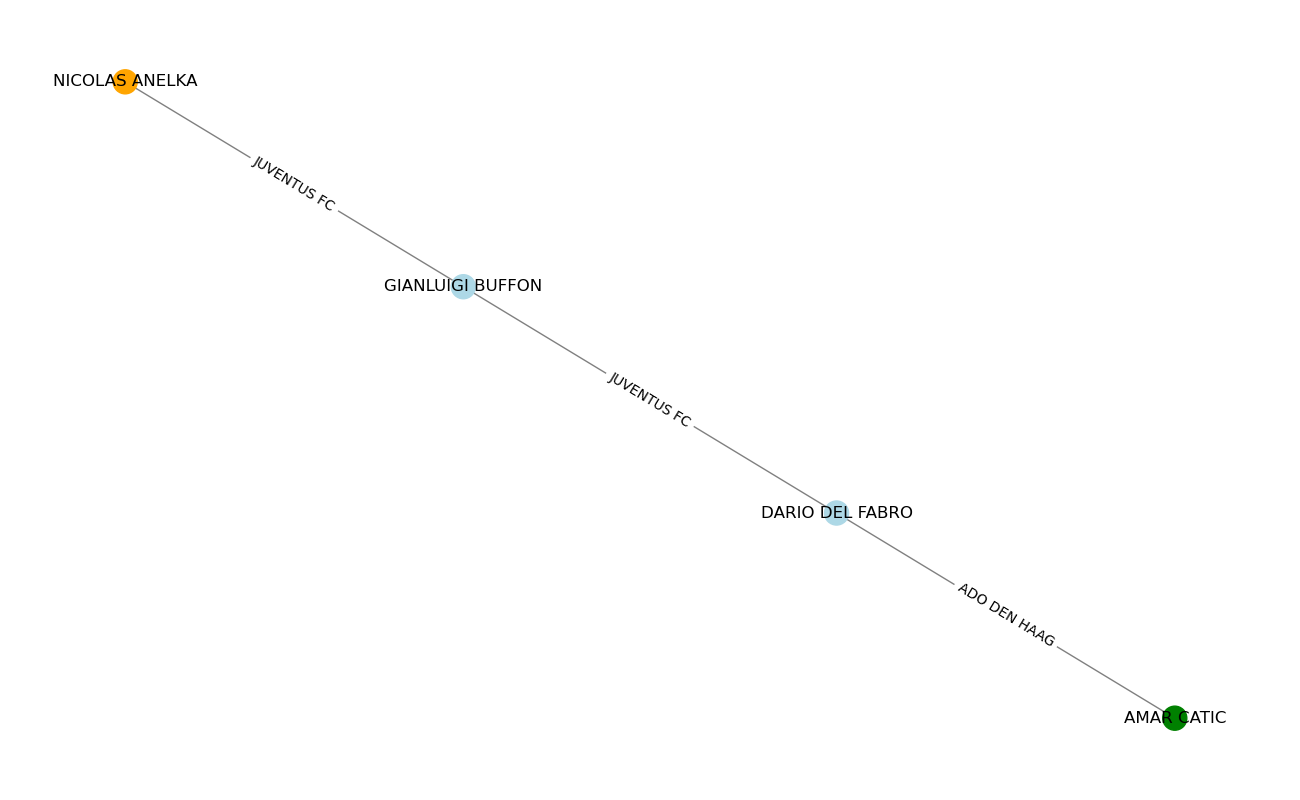 NICOLAS ANELKA
JUVENTUS FC
GIANLUIGI BUFFON
JUVENTUS FC
DARIO DEL FABRO
ADO DEN HAAG
AMAR CATIC